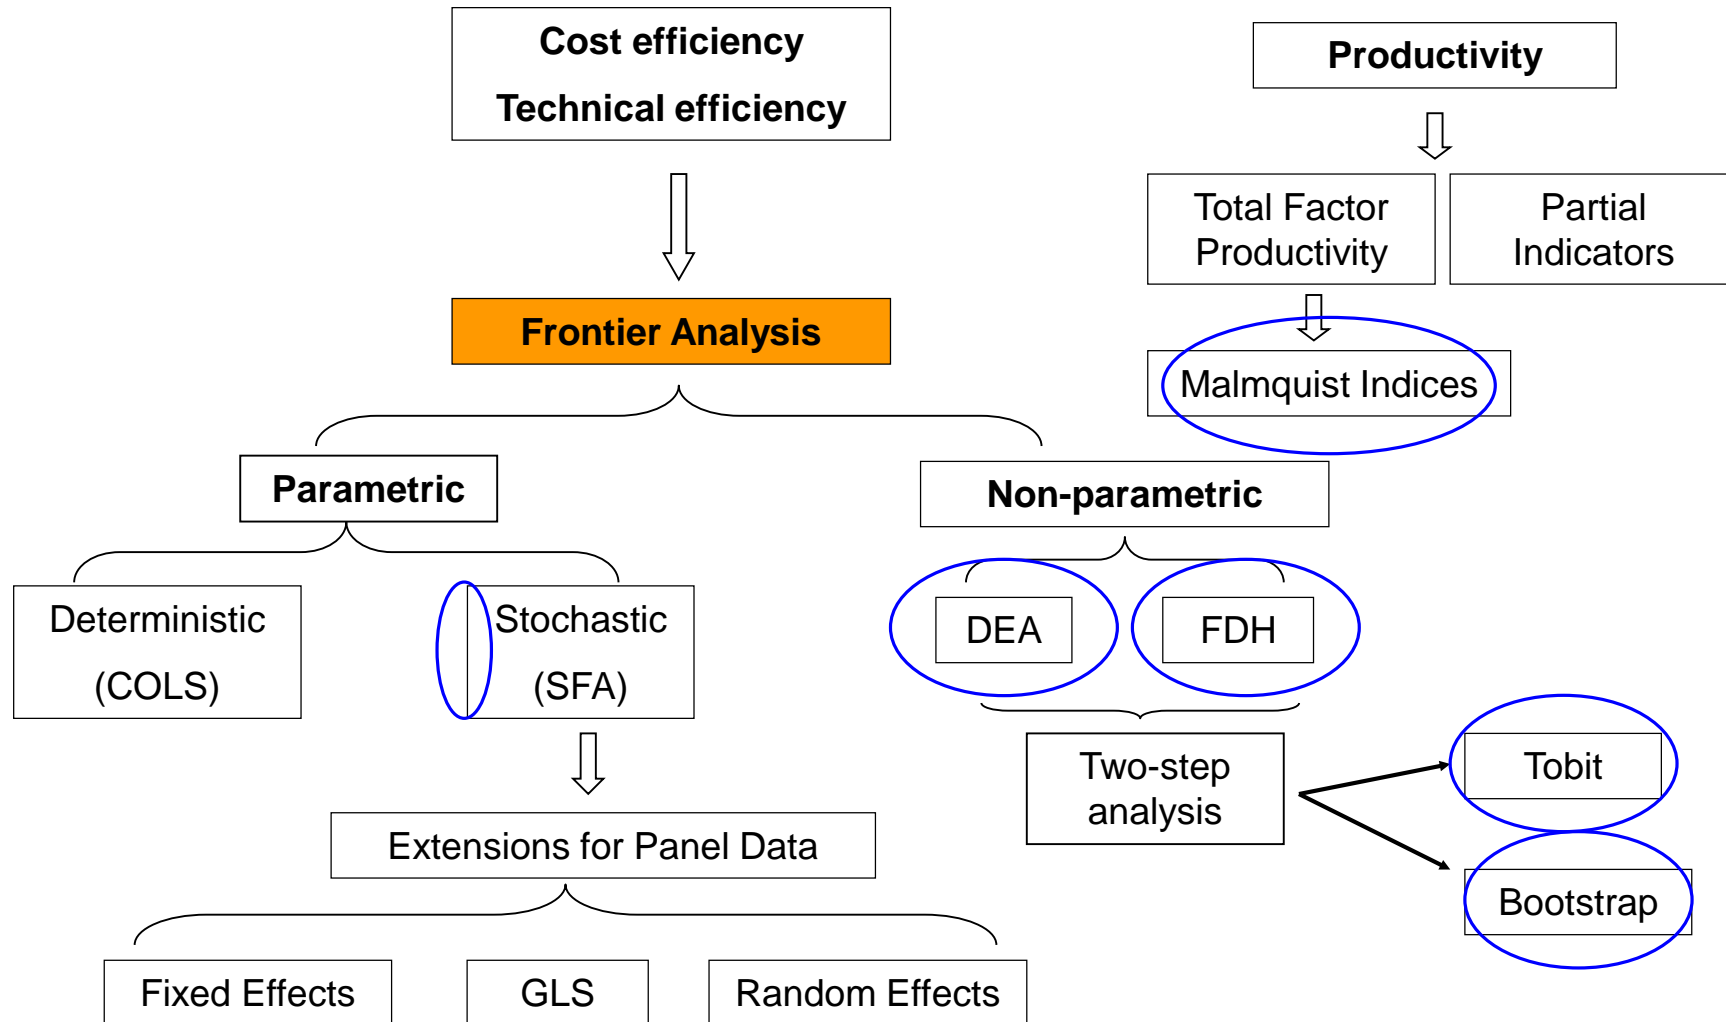 Cost efficiency
Technical efficiency
Productivity
Total Factor
Productivity
Partial
Indicators
Frontier Analysis
Malmquist Indices
Parametric
Non-parametric
Deterministic
(COLS)
Stochastic
(SFA)
DEA
FDH
Two-step
analysis
Tobit
Bootstrap
Extensions for Panel Data
Fixed Effects
GLS
Random Effects